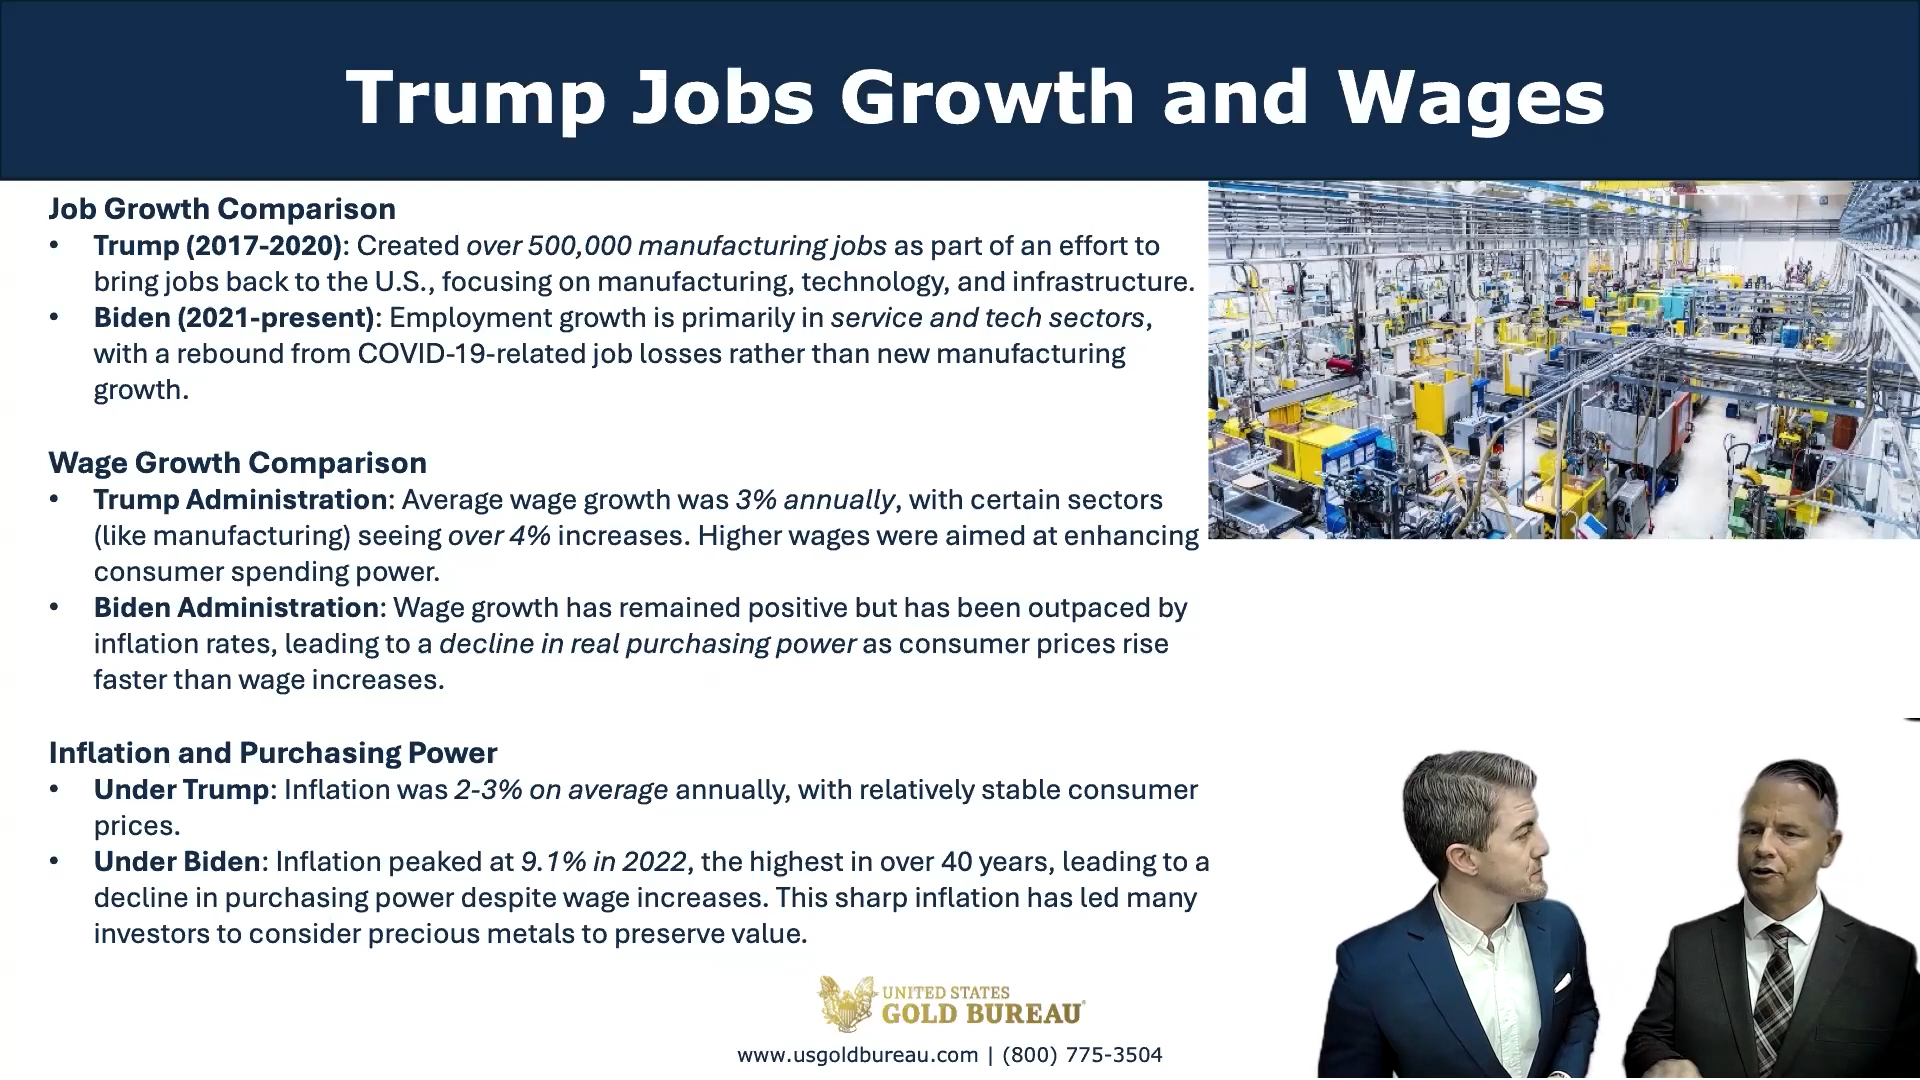 Trump Jobs Growth and Wages
Job Growth Comparison
• Trump (2017-2020): Created over 500,000 manufacturing jobs as part of an effort to
bring jobs back to the U.S., focusing on manufacturing, technology, and infrastructure.
• Biden (2021-present): Employment growth is primarily in service and tech sectors,
with a rebound from COVID-19-related job losses rather than new manufacturing
growth.
Wage Growth Comparison
• Trump Administration: Average wage growth was 3% annually, with certain sectors
(like manufacturing) seeing over 4% increases. Higher wages were aimed at enhancing
consumer spending power.
• Biden Administration: Wage growth has remained positive but has been outpaced by
inflation rates, leading to a decline in real purchasing power as consumer prices rise
faster than wage increases.
Inflation and Purchasing Power
• Under Trump: Inflation was 2-3% on average annually, with relatively stable consumer
prices.
• Under Biden: Inflation peaked at 9.1% in 2022, the highest in over 40 years, leading to a
decline in purchasing power despite wage increases. This sharp inflation has led many
investors to consider precious metals to preserve value.
UNITED STATES
GOLD BUREAU
www.usgoldbureau.com | (800) 775-3504